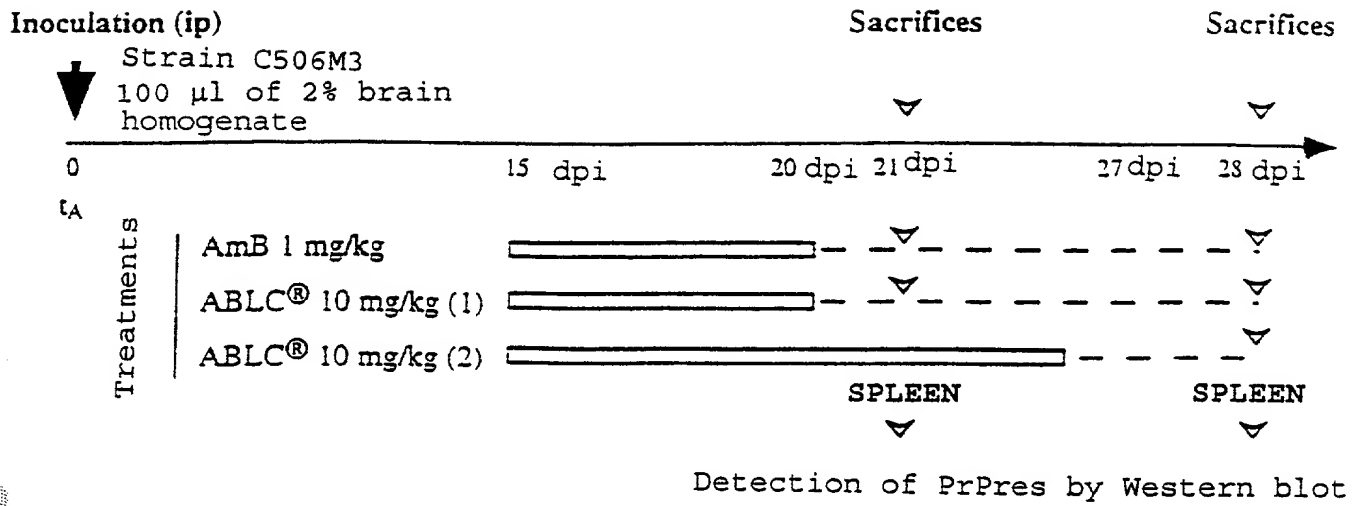 Inoculation (ip)
Sacrifices
Sacrifices
Strain C506M3
100 µl of 2% brain
homogenate
0
15 dpi
20 dpi
21 dpi
27 dpi
28 dpi
tA
Treatments
AmB 1 mg/kg
ABLC® 10 mg/kg (1)
ABLC® 10 mg/kg (2)
SPLEEN
SPLEEN
Detection of PrPres by Western blot